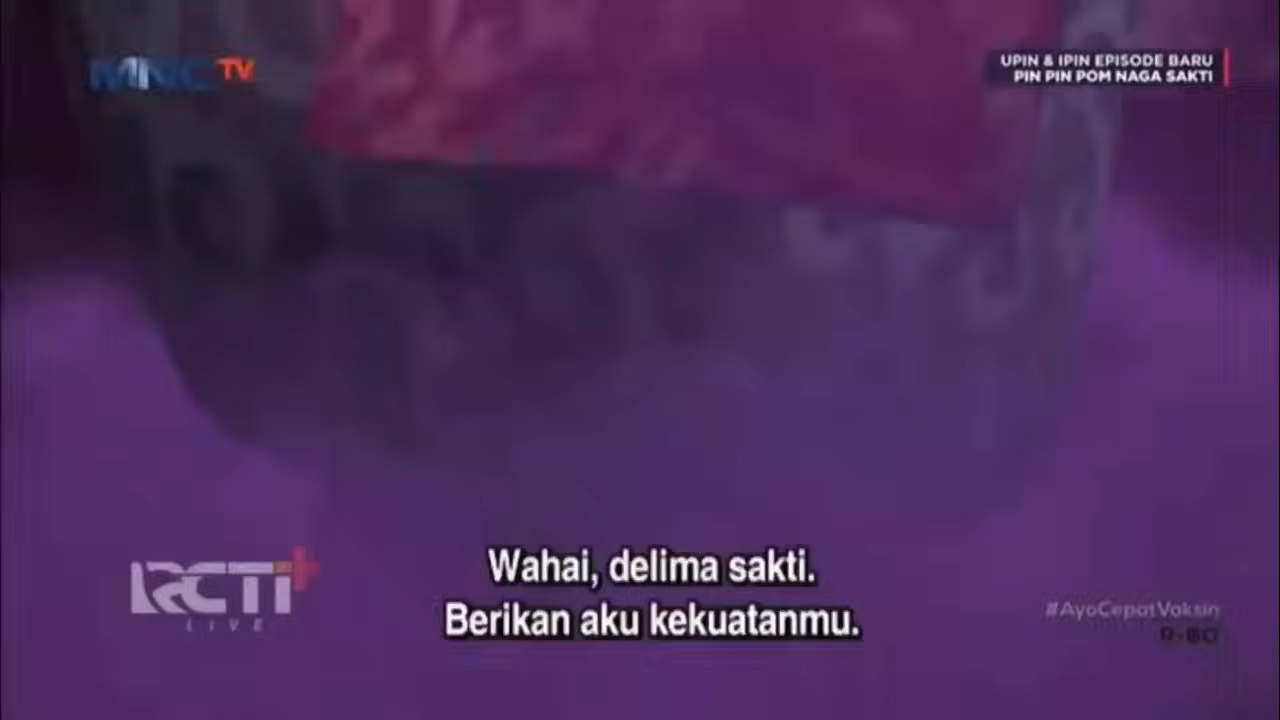 MNC TV
UPIN & IPIN EPISODE BARU
PIN PIN POM NAGA SAKTI
Wahai, delima sakti.
Berikan aku kekuatanmu.
RCTI+
LIVE
#AyoCepatVaksin
R-BO